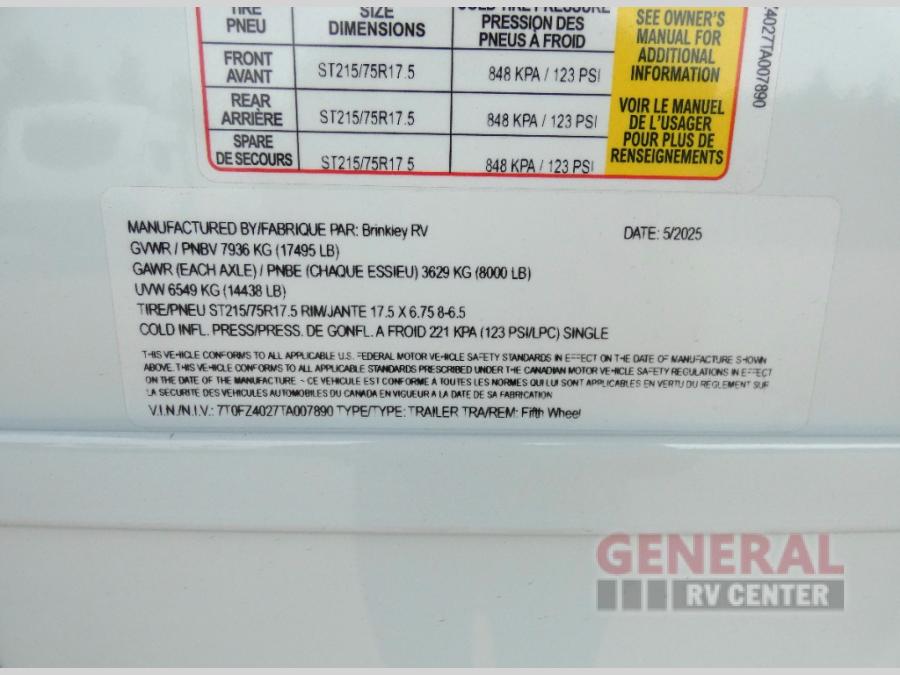 TIRE SIZE COLD TIRE PRESSURE
PNEU DIMENSIONS PRESSION DES
PNEUS À FROID
FRONT
AVANT ST215/75R17.5 848 KPA / 123 PSI
REAR
ARRIÈRE ST215/75R17.5 848 KPA / 123 PSI
SPARE
DE SECOURS ST215/75R17.5 848 KPA / 123 PSI
SEE OWNER'S
MANUAL FOR
ADDITIONAL
INFORMATION
VOIR LE MANUEL
DE L'USAGER
POUR PLUS DE
RENSEIGNEMENTS
4027TA007890
MANUFACTURED BY/FABRIQUE PAR: Brinkley RV DATE: 5/2025
GVWR / PNBV 7936 KG (17495 LB)
GAWR (EACH AXLE) / PNBE (CHAQUE ESSIEU) 3629 KG (8000 LB)
UVW 6549 KG (14438 LB)
TIRE/PNEU ST215/75R17.5 RIM/JANTE 17.5 X 6.75 8-6.5
COLD INFL. PRESS/PRESS. DE GONFL. A FROID 221 KPA (123 PSI/LPC) SINGLE
THIS VEHICLE CONFORMS TO ALL APPLICABLE U.S. FEDERAL MOTOR VEHICLE SAFETY STANDARDS IN EFFECT ON THE DATE OF MANUFACTURE SHOWN
ABOVE. THIS VEHICLE CONFORMS TO ALL APPLICABLE STANDARDS PRESCRIBED UNDER THE CANADIAN MOTOR VEHICLE SAFETY REGULATIONS IN EFFECT
ON THE DATE OF THE MANUFACTURE - CE VEHICULE EST CONFORME A TOUTES LES NORMES QUI LUI SONT APPLICABLES EN VERTU DU REGLEMENT SUR
LA SECURITE DES VEHICULES AUTOMOBILES DU CANADA EN VIGUEUR A LA DATE DE SA FABRICATION
V.I.N./N.I.V.: 7T0FZ4027TA007890 TYPE/TYPE: TRAILER TRA/REM: Fifth Wheel
GENERAL
RV CENTER